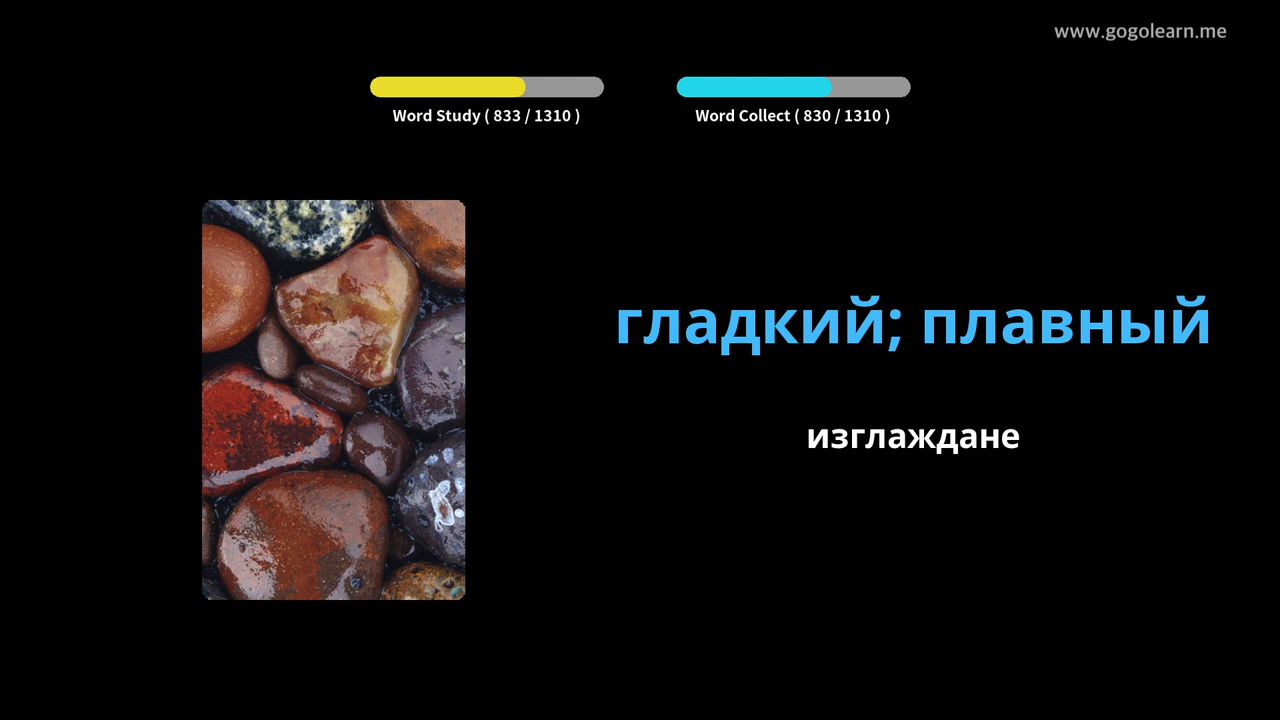 www.gogolearn.me
Word Study ( 833 / 1310 )
Word Collect ( 830 / 1310 )
гладкий; плавный
изглаждане